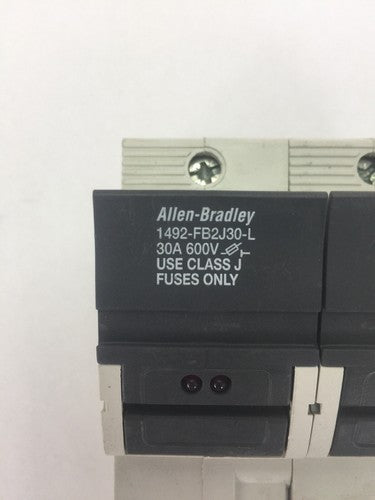 Allen-Bradley
1492-FB2J30-L
30A 600V
USE CLASS J
FUSES ONLY